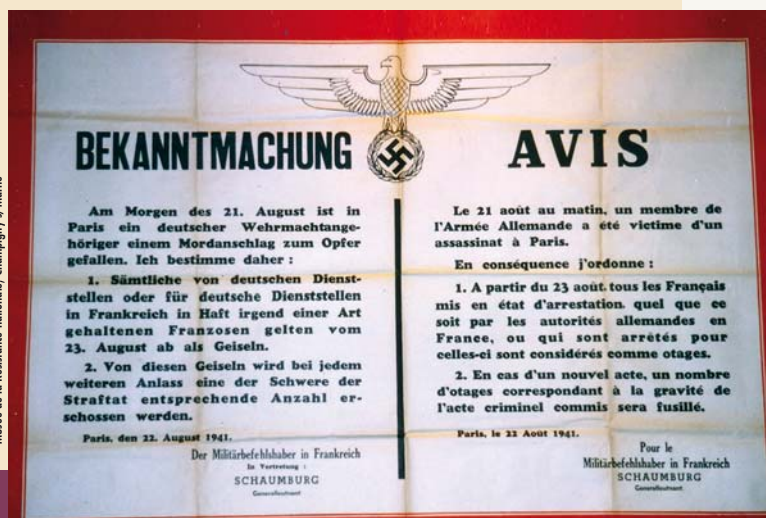 BEKANNTMACHUNG
Am Morgen des 21. August ist in
Paris ein deutscher Wehrmachtange-
höriger einem Mordanschlag zum Opfer
gefallen. Ich bestimme daher :
1. Sämtliche von deutschen Dienst-
stellen oder für deutsche Dienststellen
in Frankreich in Haft irgend einer Art
gehaltenen Franzosen gelten vom
23. August ab als Geiseln.
2. Von diesen Geiseln wird bei jedem
weiteren Anlass eine der Schwere der
Straftat entsprechende Anzahl er-
schossen werden.
Paris, den 22. August 1941.
Der Militärbefehlshaber in Frankreich
In Vertretung :
SCHAUMBURG
Generalleutnant
AVIS
Le 21 août au matin, un membre de
l'Armée Allemande a été victime d'un
assassinat à Paris.
En conséquence j'ordonne :
1. A partir du 23 août, tous les Français
mis en état d'arrestation, quel que ce
soit par les autorités allemandes en
France, ou qui sont arrêtés pour
celles-ci sont considérés comme otages.
2. En cas d'un nouvel acte, un nombre
d'otages correspondant à la gravité de
l'acte criminel commis sera fusillé.
Paris, le 22 Août 1941.
Pour le
Militärbefehlshaber in Frankreich
SCHAUMBURG
Generalleutnant